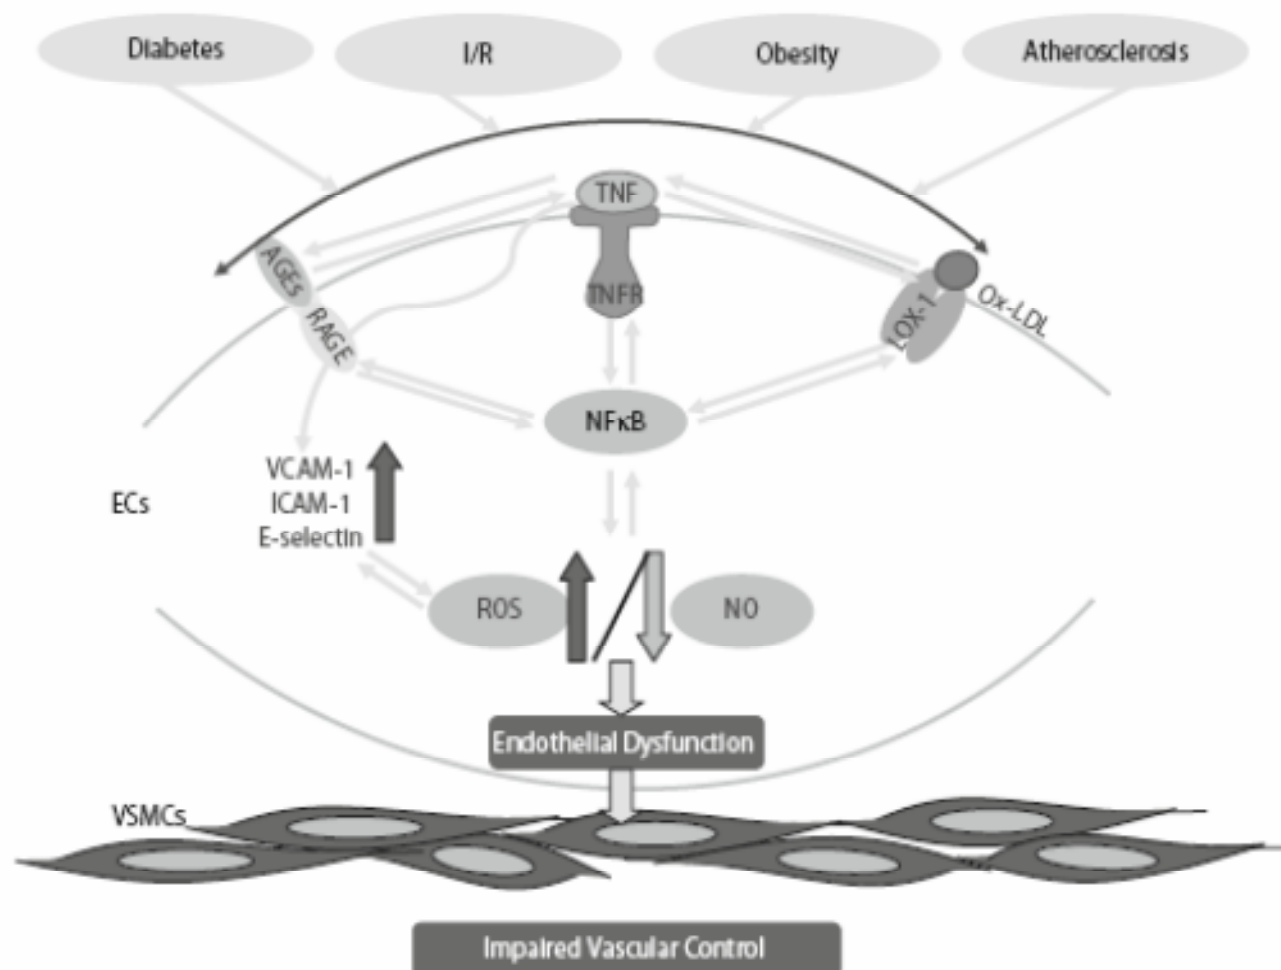 Diabetes
I/R
Obesity
Atherosclerosis
TNF
AGEs
TNFR
RAGE
LOX-1
Ox-LDL
NFκB
VCAM-1
ICAM-1
E-selectin
ECs
ROS
NO
Endothelial Dysfunction
VSMCs
Impaired Vascular Control